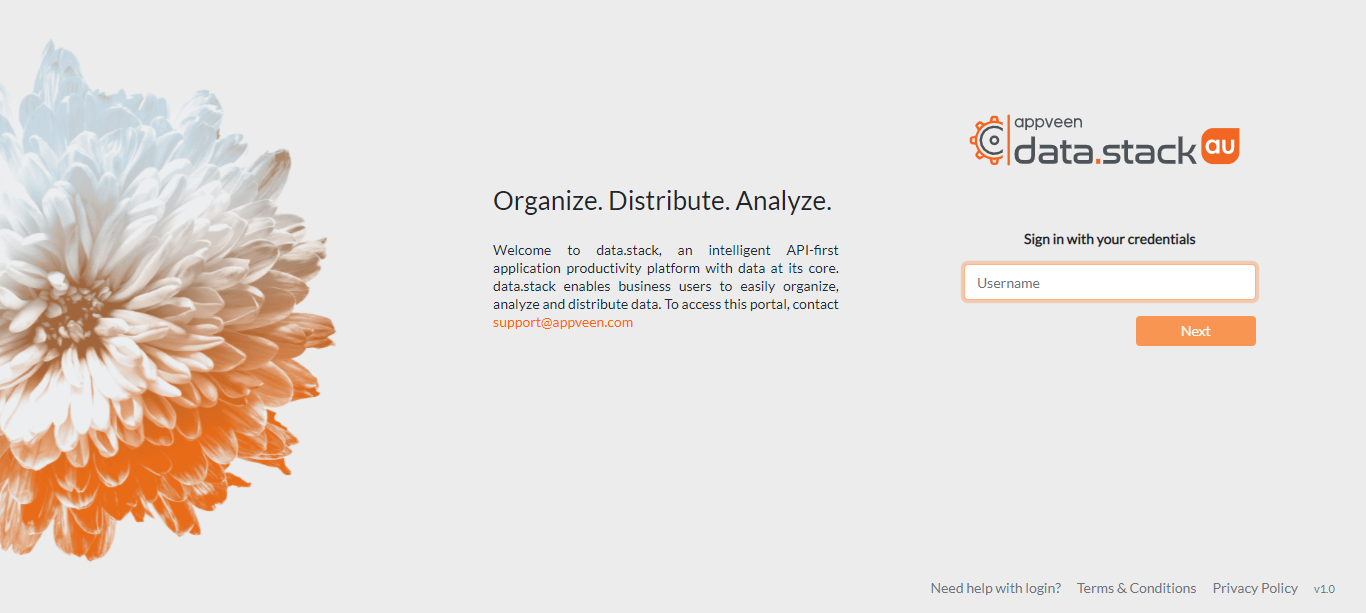 appveen
data.stack au
Organize. Distribute. Analyze.
Welcome to data.stack, an intelligent API-first
application productivity platform with data at its core.
data.stack enables business users to easily organize,
analyze and distribute data. To access this portal, contact
support@appveen.com
Sign in with your credentials
Username
Next
Need help with login? Terms & Conditions Privacy Policy v1.0